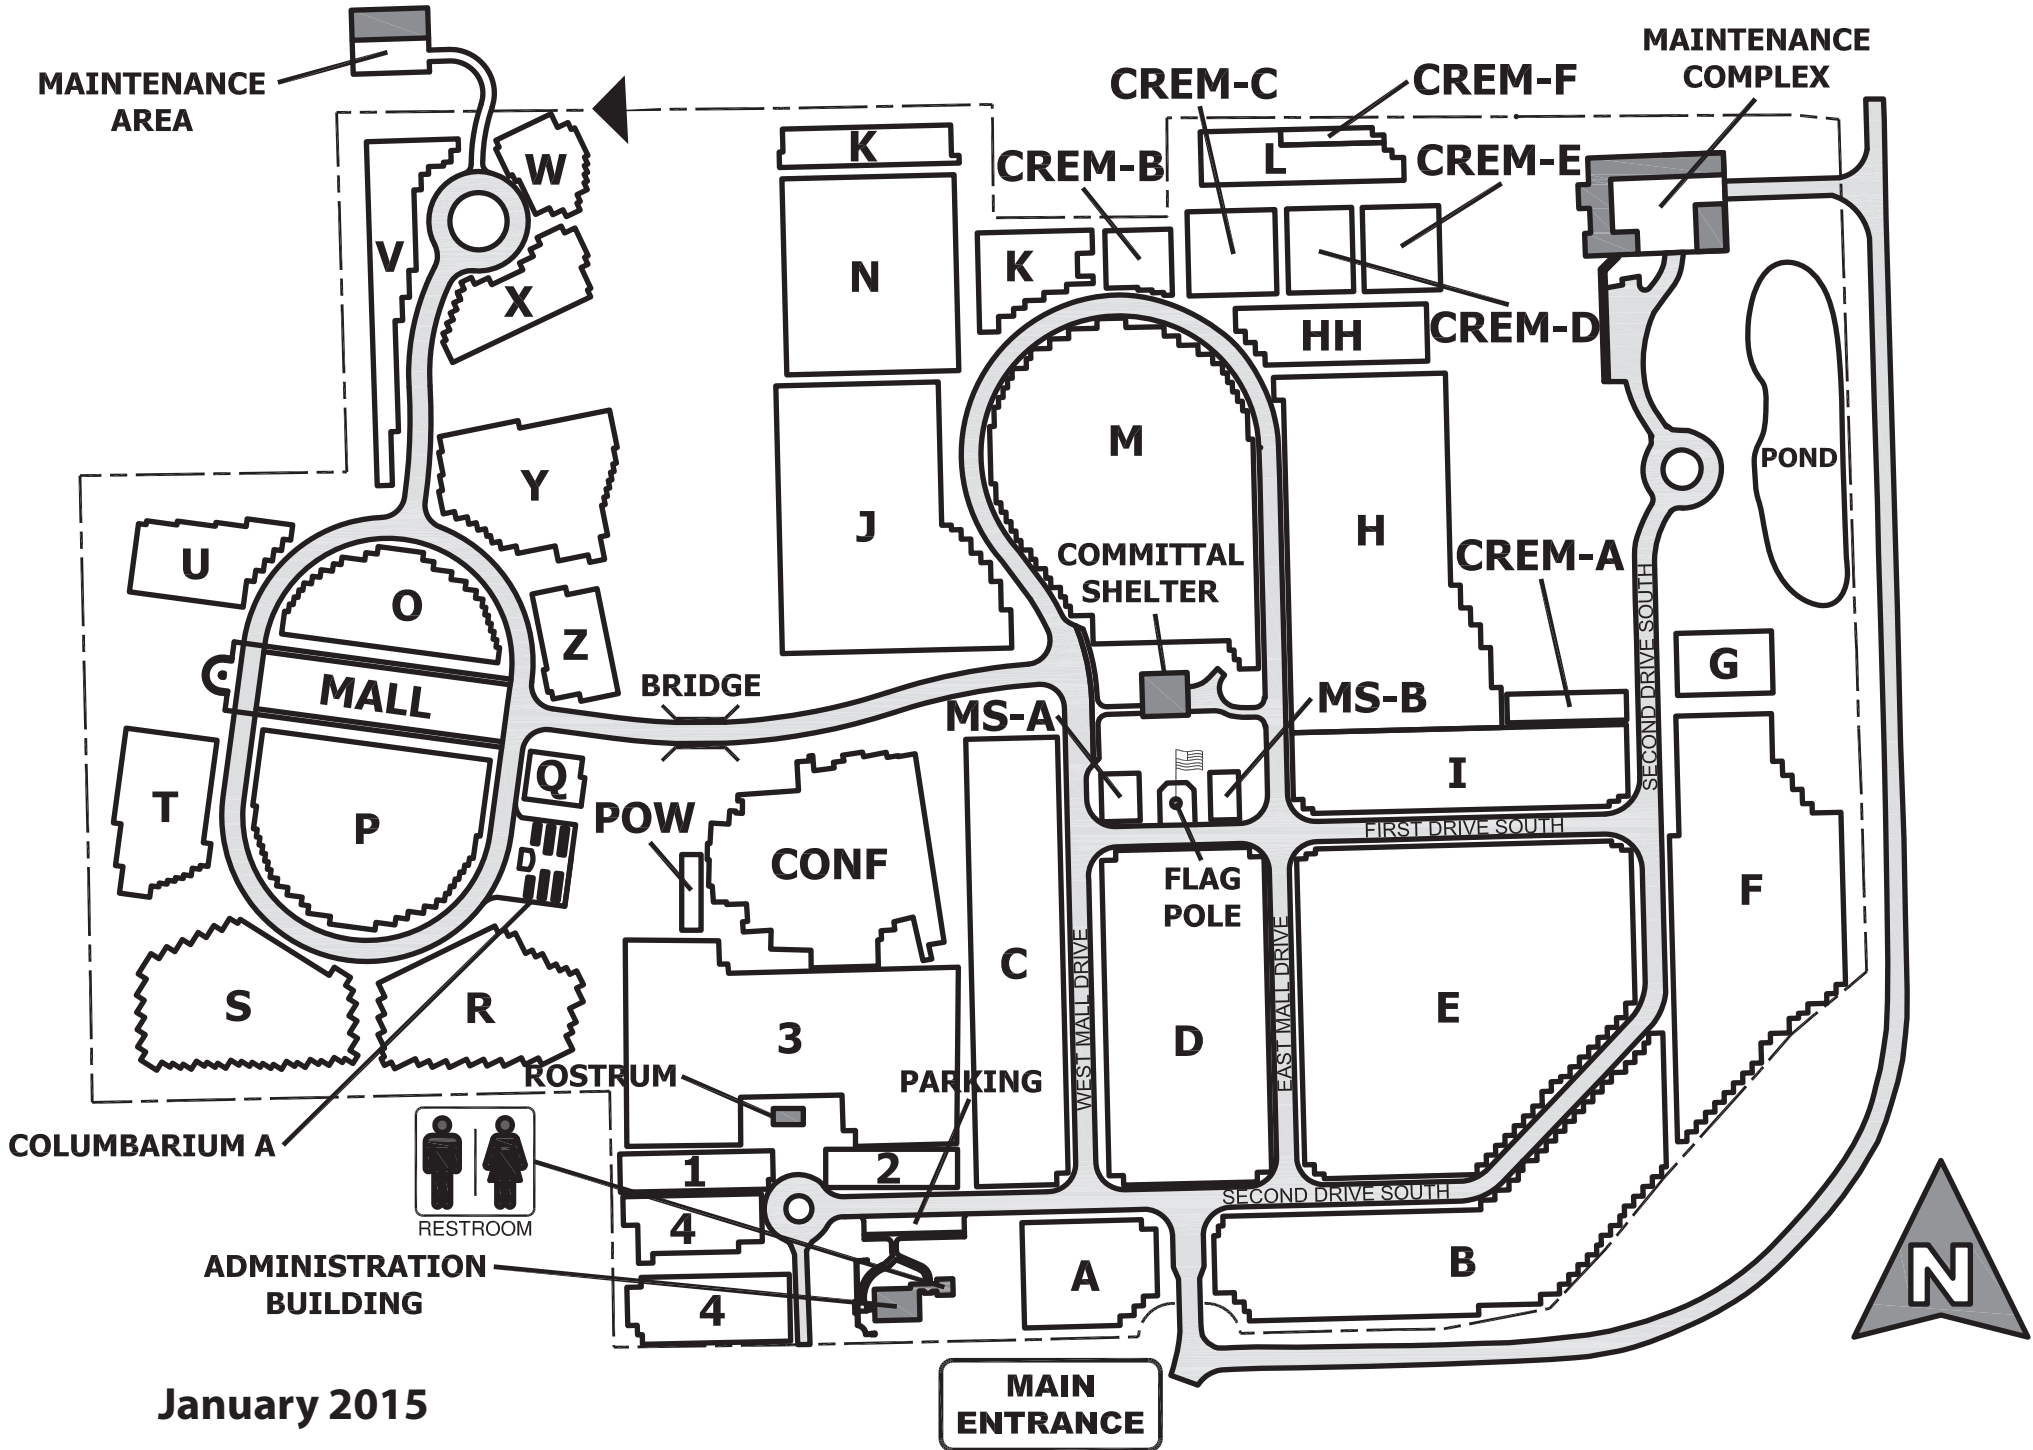 MAINTENANCE
AREA
MAINTENANCE
COMPLEX
CREM-C
CREM-F
CREM-B
CREM-E
K
L
W
V
X
N
K
HH
CREM-D
M
Y
POND
J
H
COMMITTAL
SHELTER
CREM-A
U
O
Z
G
SECOND DRIVE SOUTH
MALL
BRIDGE
MS-A
MS-B
Q
I
T
P
POW
D
CONF
FIRST DRIVE SOUTH
FLAG
POLE
F
C
S
R
3
D
E
WEST MALL DRIVE
EAST MALL DRIVE
ROSTRUM
PARKING
COLUMBARIUM A
1
2
SECOND DRIVE SOUTH
RESTROOM
4
ADMINISTRATION
BUILDING
4
A
B
N
MAIN
ENTRANCE
January 2015